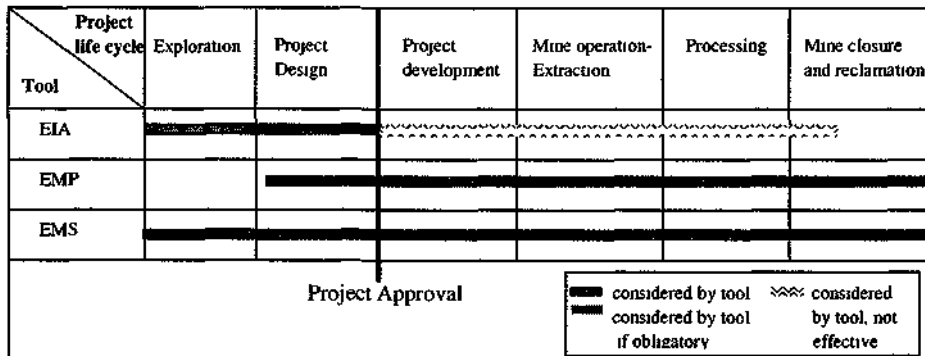 Project
life cycle
Tool
Exploration
Project
Design
Project
development
Mine operation-
Extraction
Processing
Mine closure
and reclamation
EIA
EMP
EMS
Project Approval
considered by tool
considered by tool
if obligatory
considered
by tool, not
effective